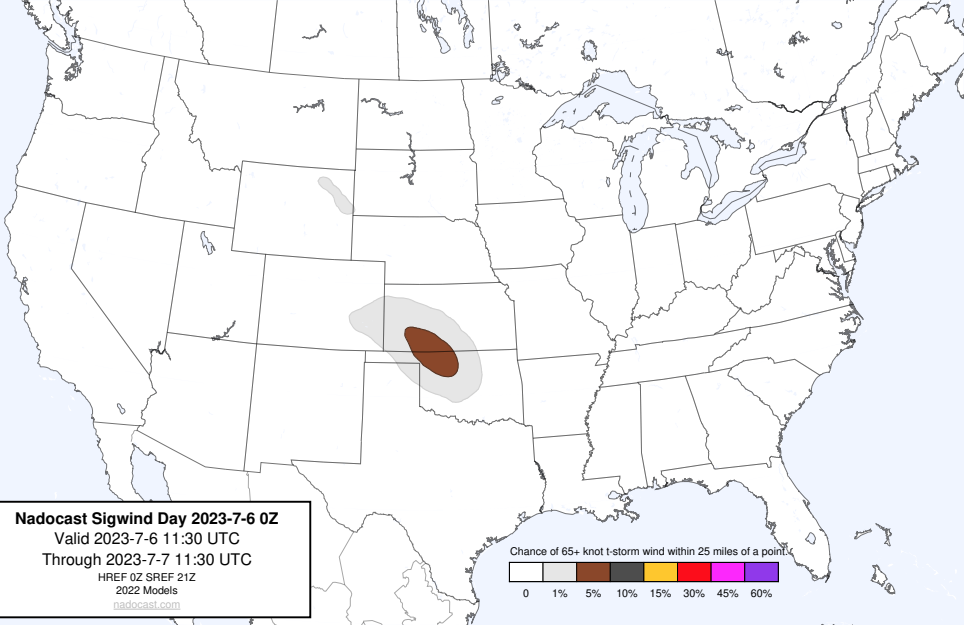 Nadocast Sigwind Day 2023-7-6 0Z
Valid 2023-7-6 11:30 UTC
Through 2023-7-7 11:30 UTC
HREF 0Z SREF 21Z
2022 Models
nadocast.com
Chance of 65+ knot t-storm wind within 25 miles of a point.
0 1% 5% 10% 15% 30% 45% 60%